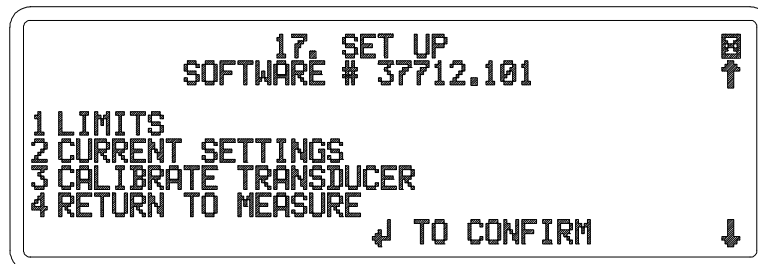 17. SET UP
SOFTWARE # 37712.101
1 LIMITS
2 CURRENT SETTINGS
3 CALIBRATE TRANSDUCER
4 RETURN TO MEASURE
↲ TO CONFIRM